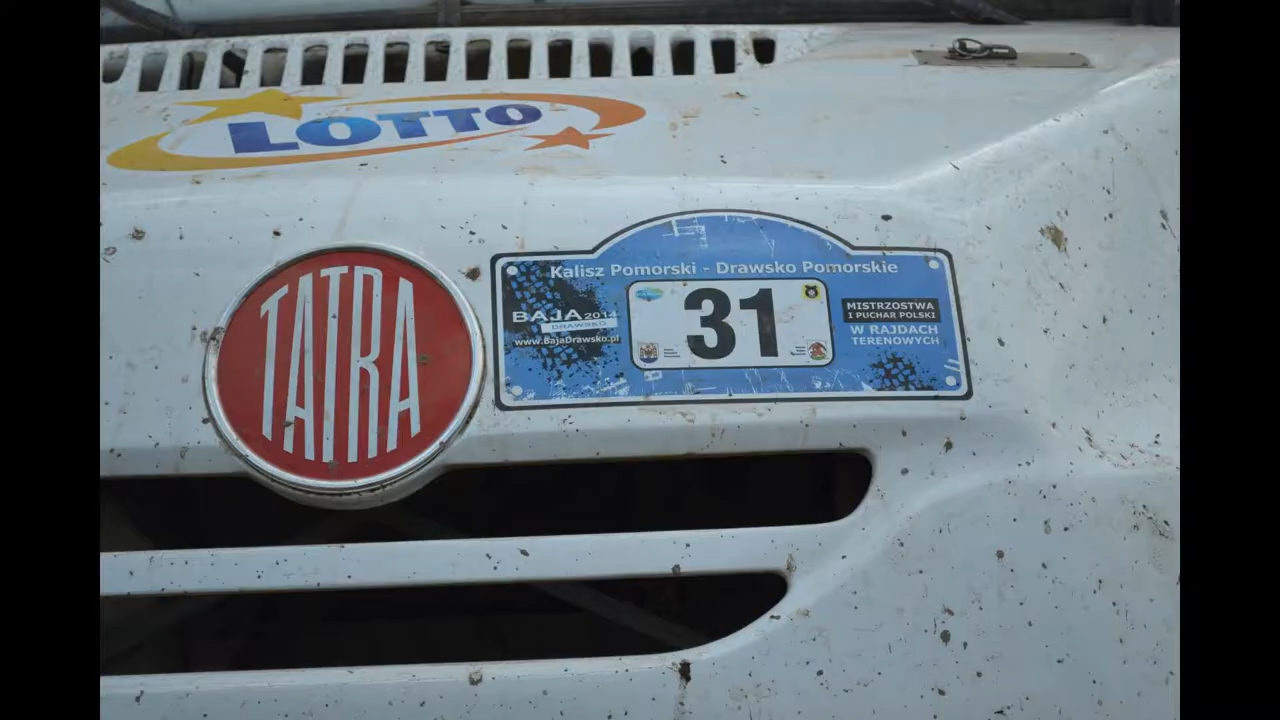 LOTTO
TATRA
Kalisz Pomorski - Drawsko Pomorskie
BAJA 2014
DRAWSKO
www.BajaDrawsko.pl
31
MISTRZOSTWA
I PUCHAR POLSKI
W RAJDACH
TERENOWYCH